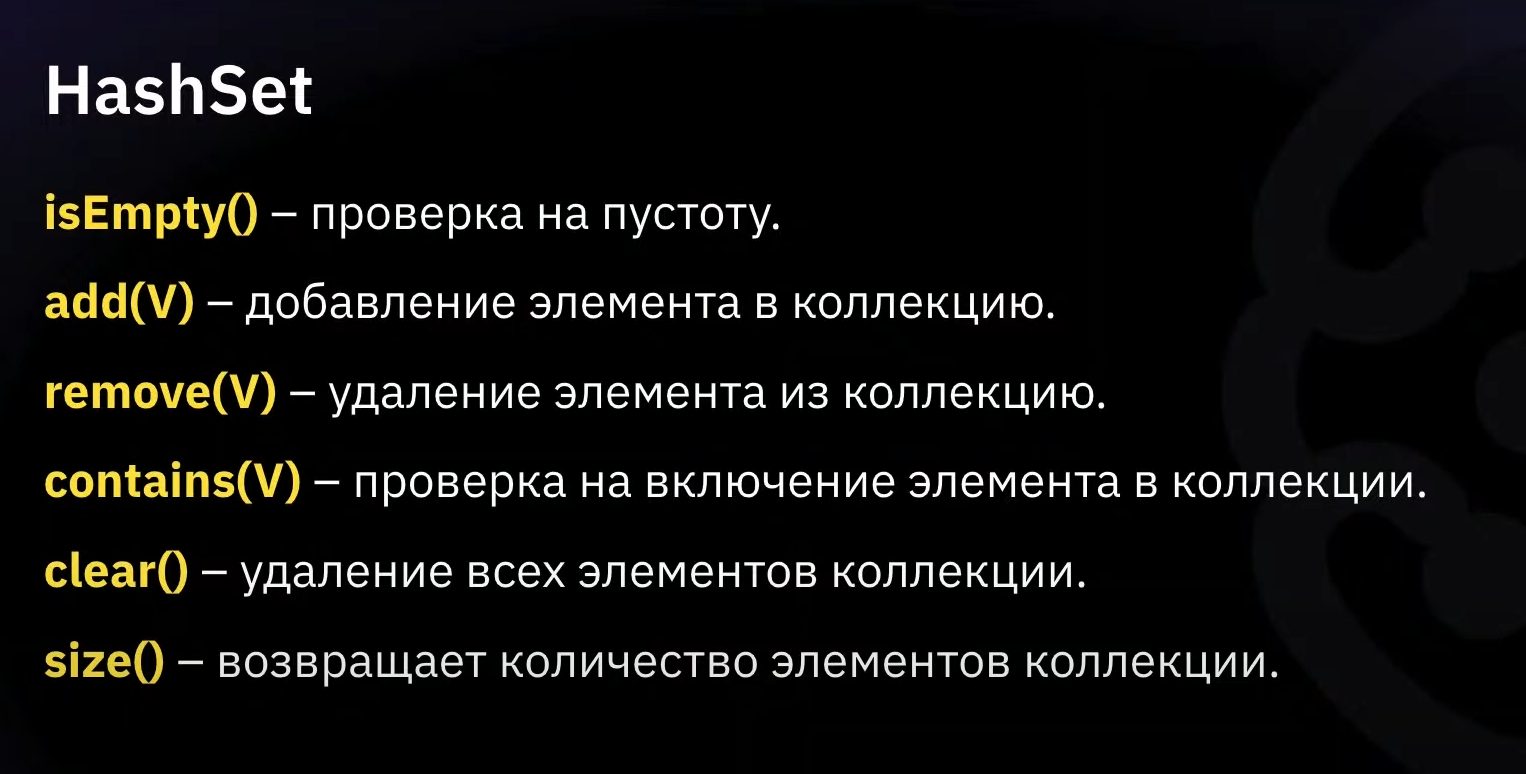 HashSet
isEmpty() – проверка на пустоту.
add(V) – добавление элемента в коллекцию.
remove(V) – удаление элемента из коллекцию.
contains(V) – проверка на включение элемента в коллекции.
clear() – удаление всех элементов коллекции.
size() – возвращает количество элементов коллекции.